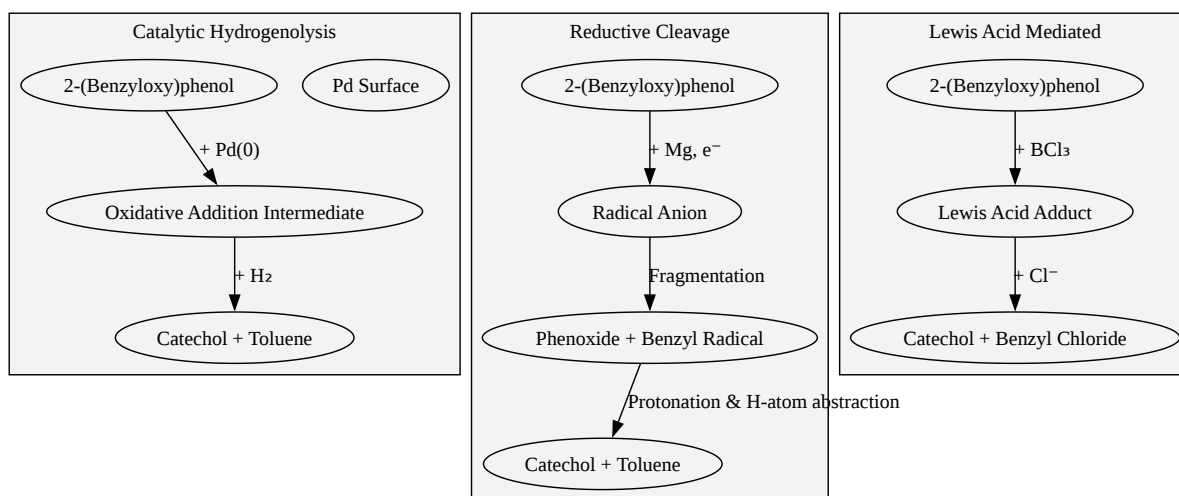 Catalytic Hydrogenolysis
2-(Benzyloxy)phenol
Pd Surface
+ Pd(0)
Oxidative Addition Intermediate
+ H₂
Catechol + Toluene
Reductive Cleavage
2-(Benzyloxy)phenol
+ Mg, e⁻
Radical Anion
Fragmentation
Phenoxide + Benzyl Radical
Protonation & H-atom abstraction
Catechol + Toluene
Lewis Acid Mediated
2-(Benzyloxy)phenol
+ BCl₃
Lewis Acid Adduct
+ Cl⁻
Catechol + Benzyl Chloride